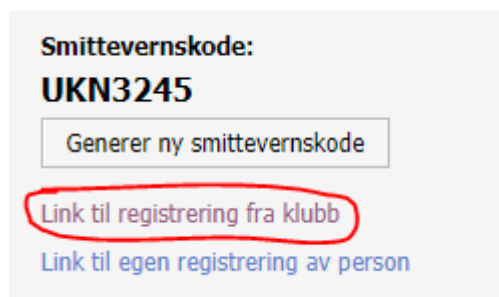 Smittevernskode:
UKN3245
Generer ny smittevernskode
Link til registrering fra klubb
Link til egen registrering av person